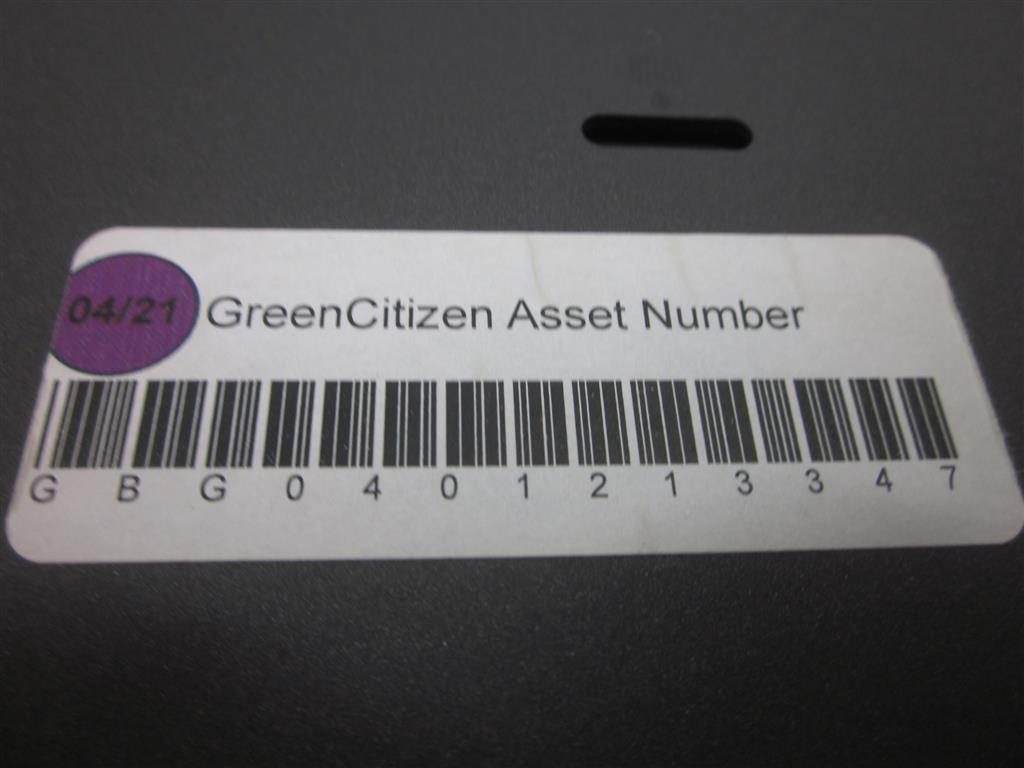 04/21 GreenCitizen Asset Number
G B G 0 4 0 1 2 1 3 3 4 7